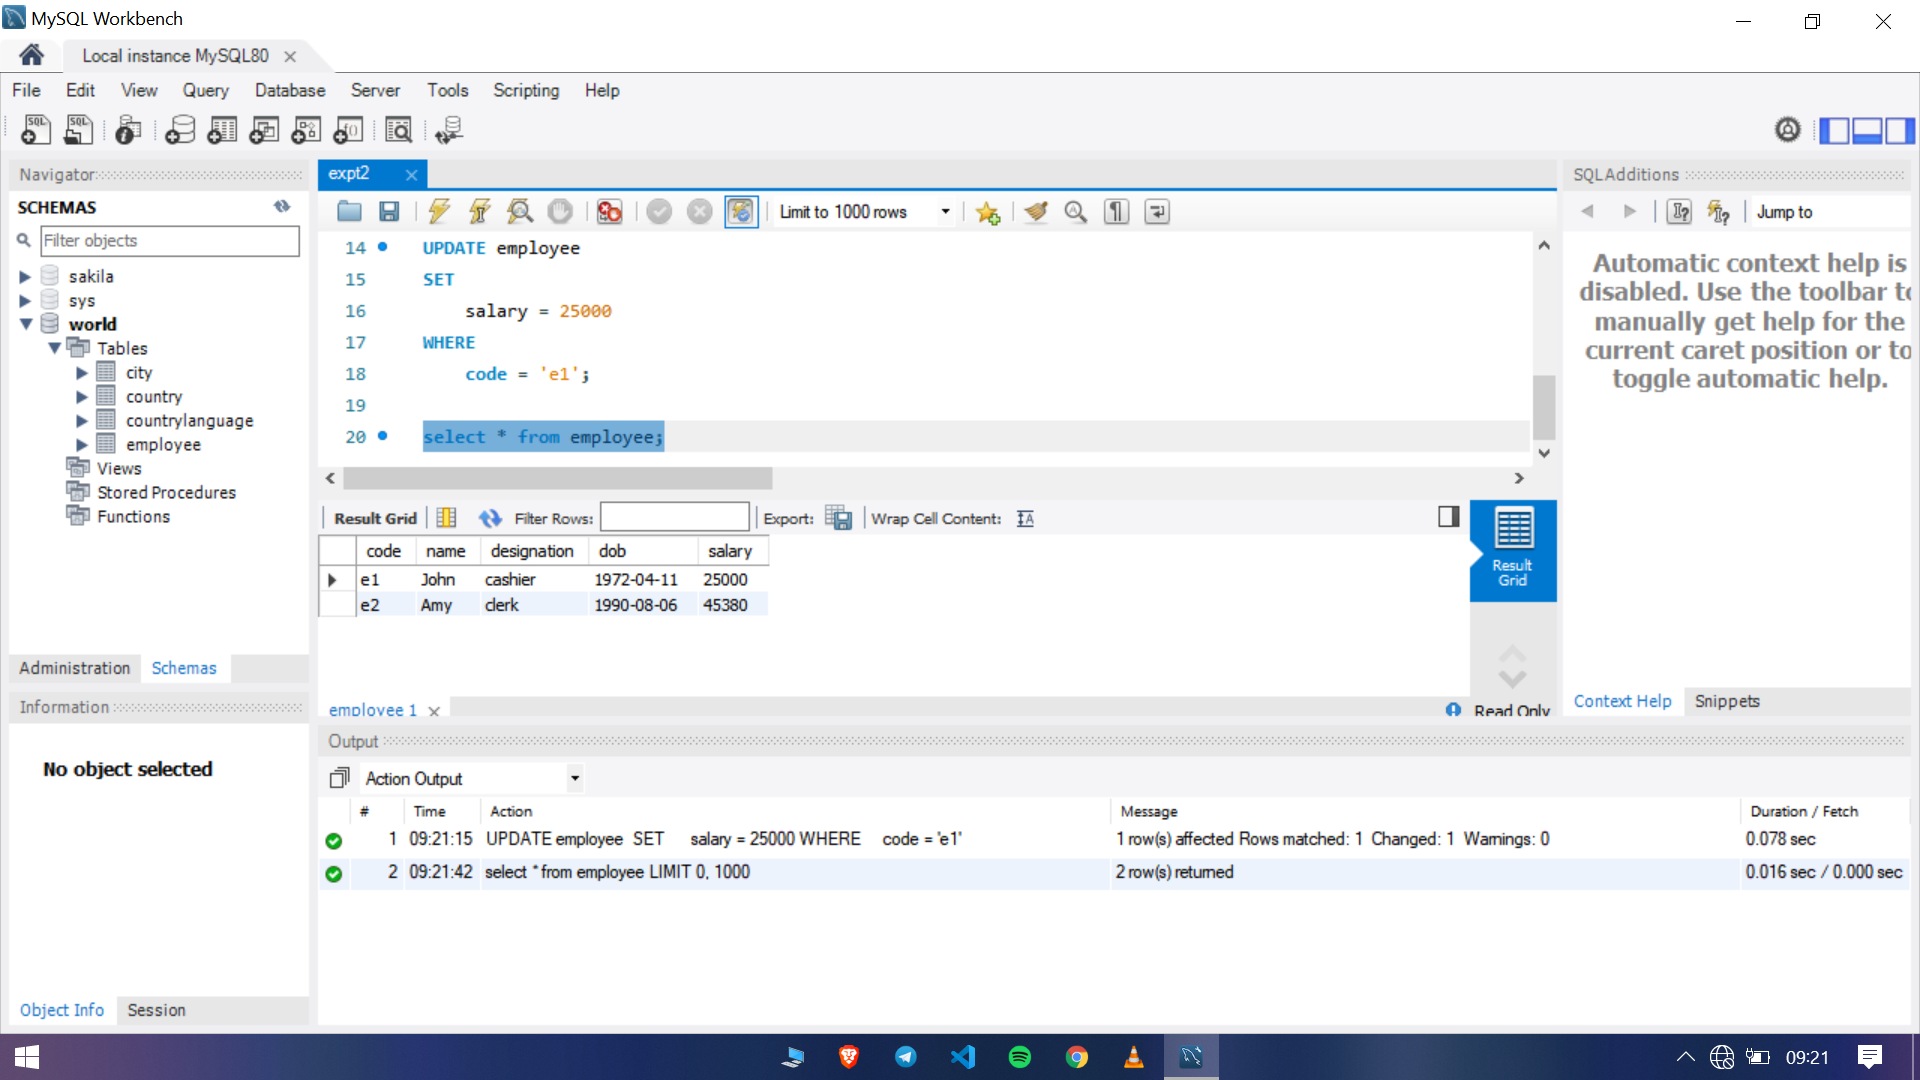 MySQL Workbench
Local instance MySQL80
File Edit View Query Database Server Tools Scripting Help
Navigator
SCHEMAS
Filter objects
sakila
sys
world
Tables
city
country
countrylanguage
employee
Views
Stored Procedures
Functions
Administration Schemas
Information
No object selected
Object Info Session
expt2
Limit to 1000 rows
14 UPDATE employee
15 SET
16 salary = 25000
17 WHERE
18 code = 'e1';
19
20 select * from employee;
Result Grid Filter Rows: Export: Wrap Cell Content:
code name designation dob salary
e1 John cashier 1972-04-11 25000
e2 Amy clerk 1990-08-06 45380
Result
Grid
employee 1
Read Only
SQLAdditions
Jump to
Automatic context help is
disabled. Use the toolbar to
manually get help for the
current caret position or to
toggle automatic help.
Context Help Snippets
Output
Action Output
# Time Action Message Duration / Fetch
1 09:21:15 UPDATE employee SET salary = 25000 WHERE code = 'e1' 1 row(s) affected Rows matched: 1 Changed: 1 Warnings: 0 0.078 sec
2 09:21:42 select * from employee LIMIT 0, 1000 2 row(s) returned 0.016 sec / 0.000 sec
09:21